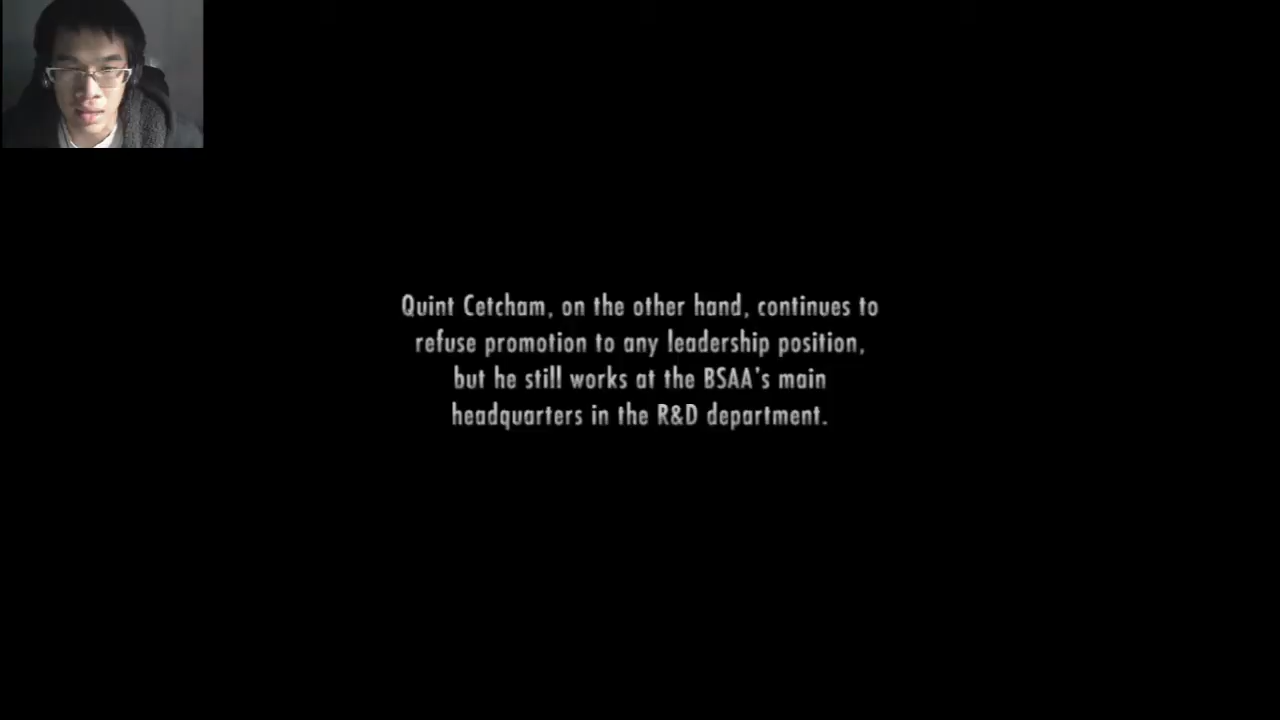 Quint Cetcham, on the other hand, continues to
refuse promotion to any leadership position,
but he still works at the BSAA's main
headquarters in the R&D department.